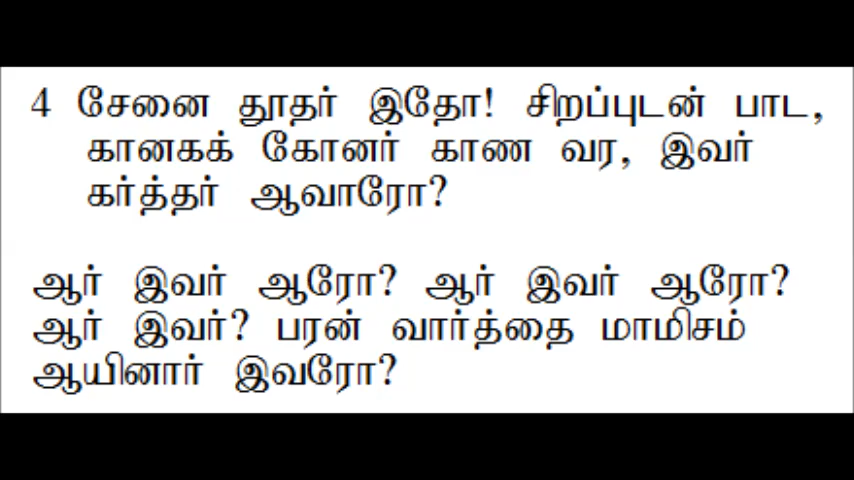 4 சேனை தூதர் இதோ! சிறப்புடன் பாட,
கானகக் கோனர் காண வர, இவர்
கர்த்தர் ஆவாரோ?
ஆர் இவர் ஆரோ? ஆர் இவர் ஆரோ?
ஆர் இவர்? பரன் வார்த்தை மாமிசம்
ஆயினார் இவரோ?